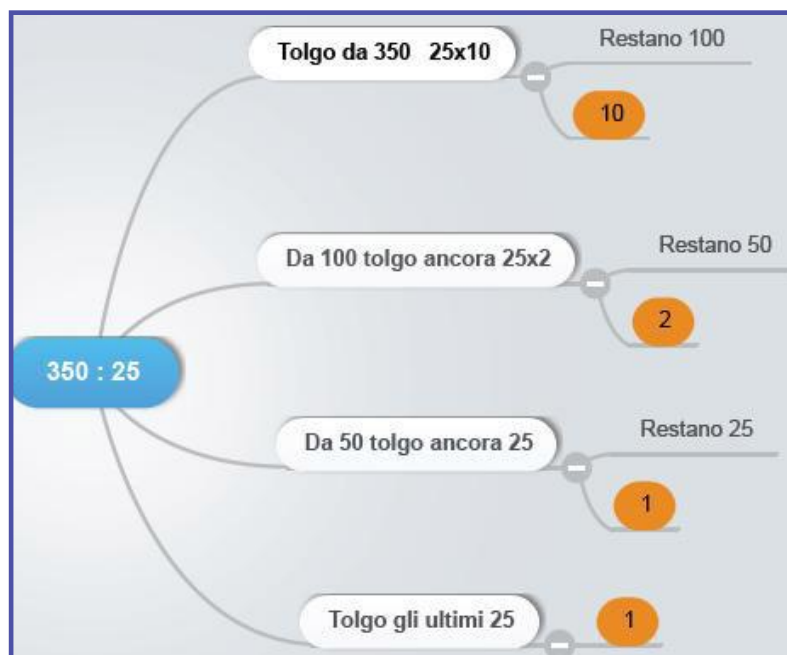 Tolgo da 350 25x10
Restano 100
10
Da 100 tolgo ancora 25x2
Restano 50
2
350 : 25
Da 50 tolgo ancora 25
Restano 25
1
Tolgo gli ultimi 25
1